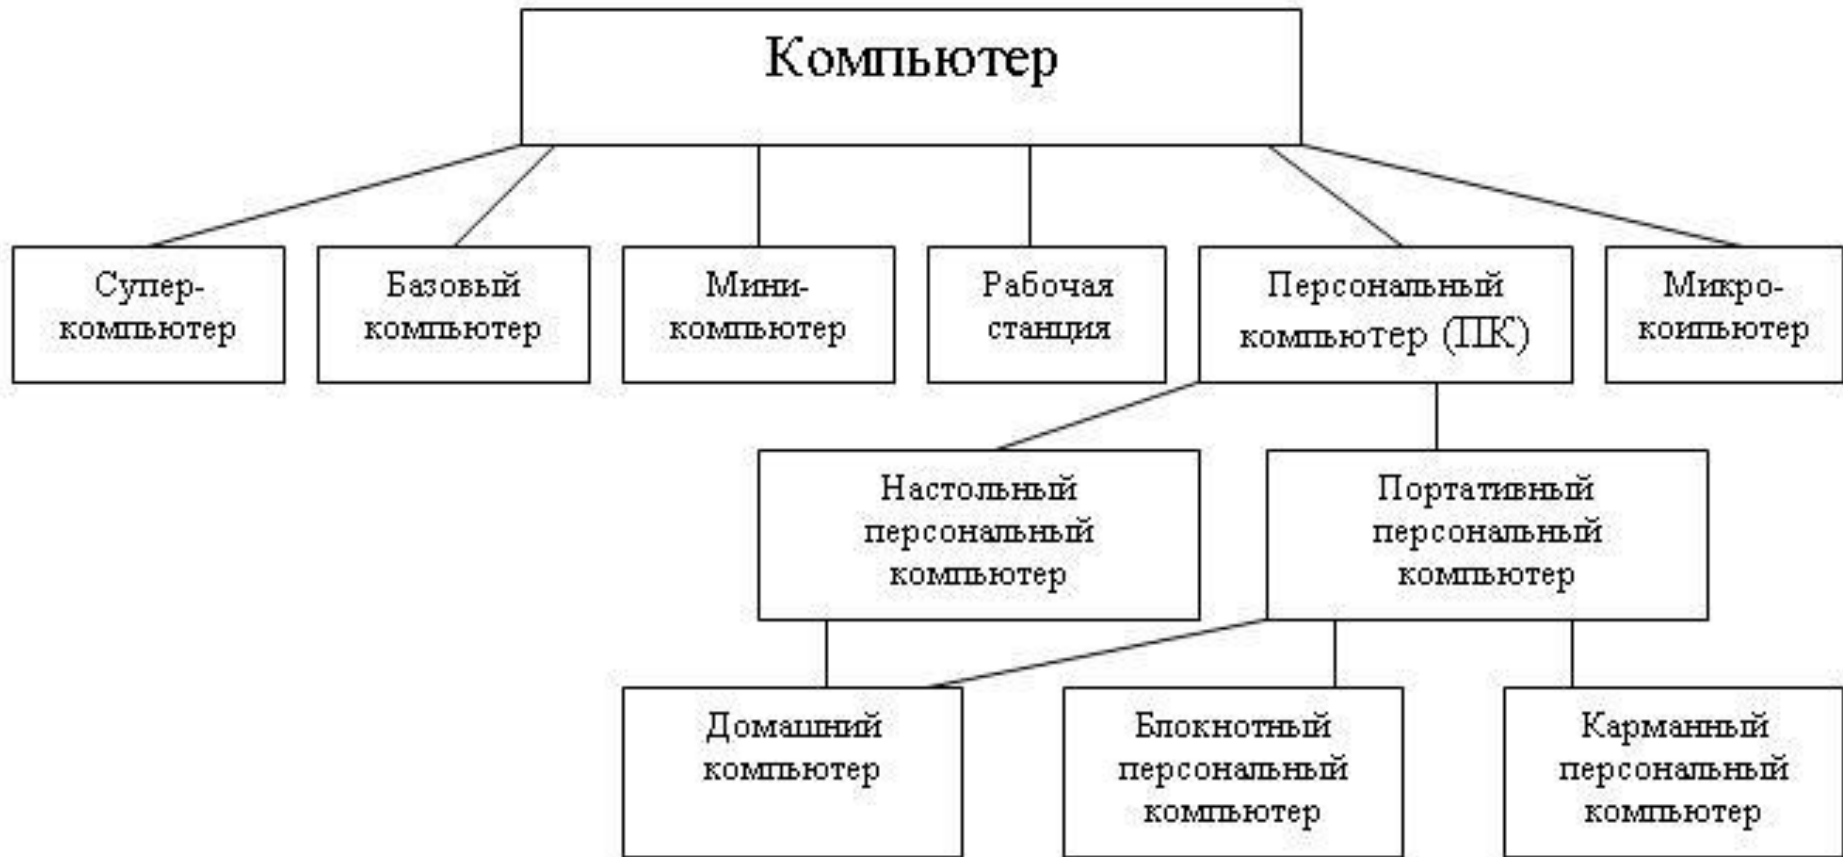 Компьютер
Супер-
компьютер
Базовый
компьютер
Мини-
компьютер
Рабочая
станция
Персональный
компьютер (ПК)
Микро-
коипьютер
Настольный
персональный
компьютер
Портативный
персональный
компьютер
Домашний
компьютер
Блокнотный
персональный
компьютер
Карманный
персональный
компьютер